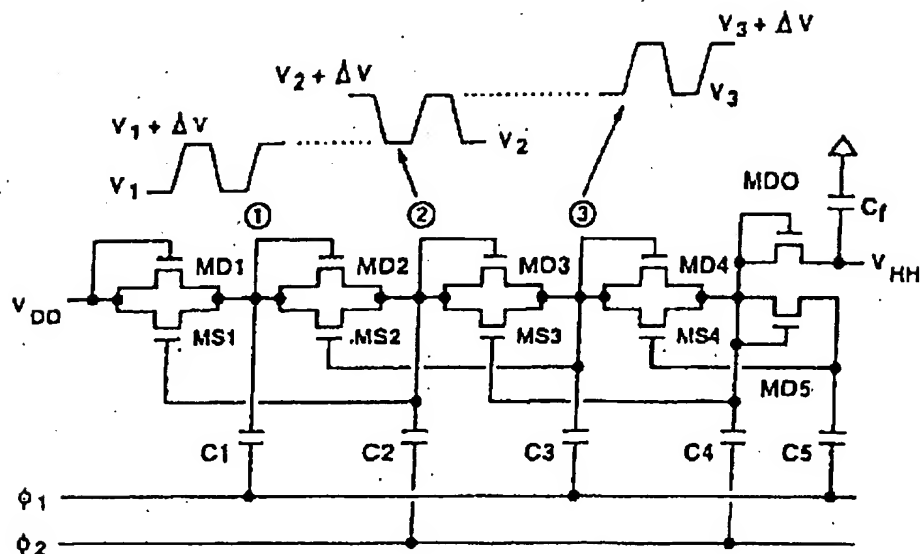 V3 + ΔV
V2 + ΔV
V3
V1 + ΔV
V2
V1
MDO
Cf
① ② ③
MD1 MD2 MD3 MD4
VHH
VDD
MS1 MS2 MS3 MS4
MD5
C1 C2 C3 C4 C5
ϕ1
ϕ2